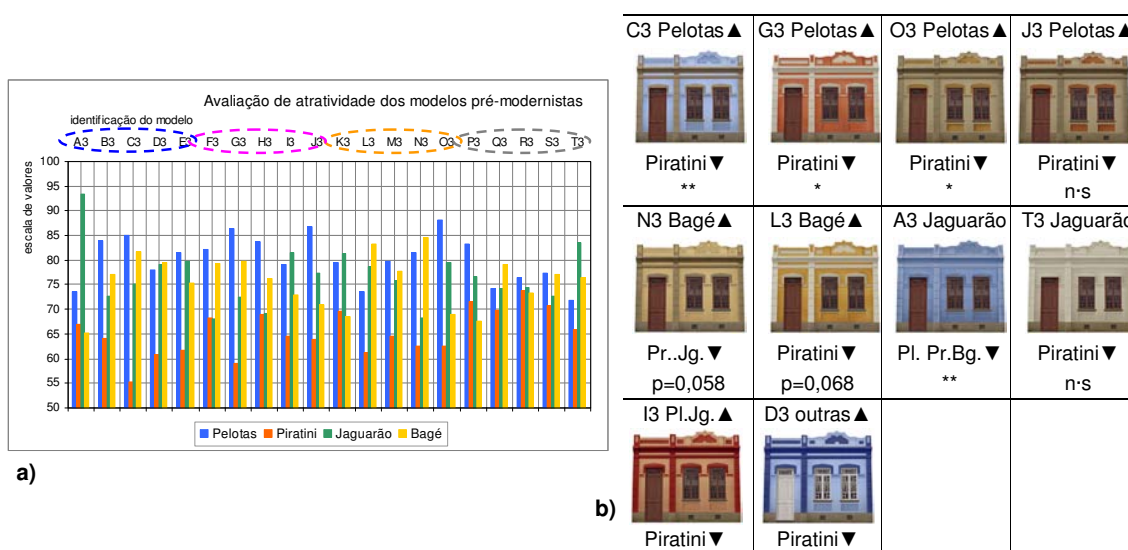 Avaliação de atratividade dos modelos pré-modernistas
identificação do modelo
A3 B3 C3 D3 E3 F3 G3 H3 I3 J3 K3 L3 M3 N3 O3 P3 Q3 R3 S3 T3
escala de valores
100
95
90
85
80
75
70
65
60
55
50
Pelotas Piratini Jaguarão Bagé
a)
C3 Pelotas▲ G3 Pelotas▲ O3 Pelotas▲ J3 Pelotas▲
Piratini▼ Piratini▼ Piratini▼ Piratini▼
** * * n·s
N3 Bagé▲ L3 Bagé▲ A3 Jaguarão T3 Jaguarão
Pr..Jg.▼ Piratini▼ Pl. Pr.Bg.▼ Piratini▼
p=0,058 p=0,068 ** n·s
I3 Pl.Jg.▲ D3 outras▲
b)
Piratini▼ Piratini▼